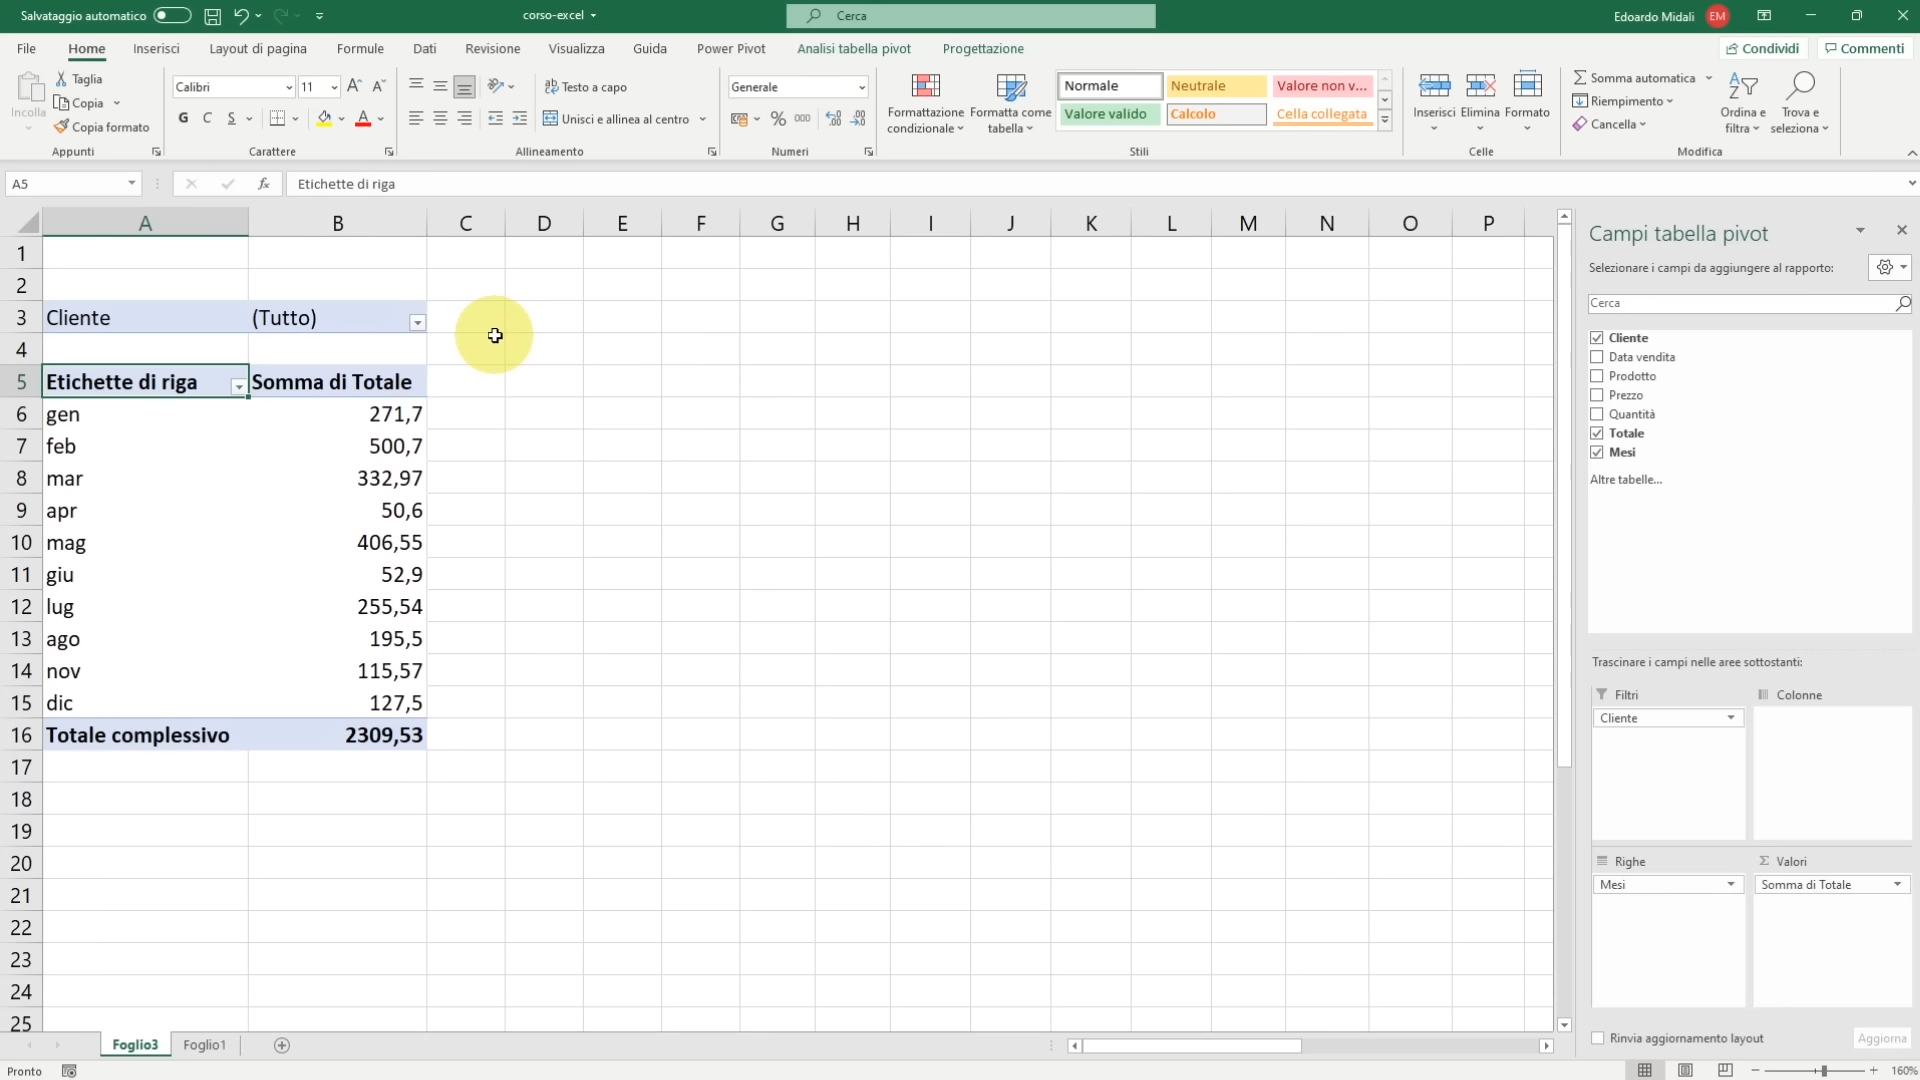 Salvataggio automatico
corso-excel
Cerca
Edoardo Midali
EM
File
Home
Inserisci
Layout di pagina
Formule
Dati
Revisione
Visualizza
Guida
Power Pivot
Analisi tabella pivot
Progettazione
Condividi
Commenti
Incolla
Taglia
Copia
Copia formato
Appunti
Calibri
11
G C S
Carattere
Testo a capo
Unisci e allinea al centro
Allineamento
Generale
% 000
Numeri
Formattazione condizionale
Formatta come tabella
Normale
Neutrale
Valore non v...
Valore valido
Calcolo
Cella collegata
Stili
Inserisci
Elimina
Formato
Celle
Somma automatica
Riempimento
Cancella
Ordina e filtra
Trova e seleziona
Modifica
A5
fx
Etichette di riga
A B C D E F G H I J K L M N O P
1
2
3 Cliente (Tutto)
4
5 Etichette di riga Somma di Totale
6 gen 271,7
7 feb 500,7
8 mar 332,97
9 apr 50,6
10 mag 406,55
11 giu 52,9
12 lug 255,54
13 ago 195,5
14 nov 115,57
15 dic 127,5
16 Totale complessivo 2309,53
17
18
19
20
21
22
23
24
25
Campi tabella pivot
Selezionare i campi da aggiungere al rapporto:
Cerca
Cliente
Data vendita
Prodotto
Prezzo
Quantità
Totale
Mesi
Altre tabelle...
Trascinare i campi nelle aree sottostanti:
Filtri
Cliente
Colonne
Righe
Mesi
Σ Valori
Somma di Totale
Rinvia aggiornamento layout
Aggiorna
Foglio3
Foglio1
Pronto
160%